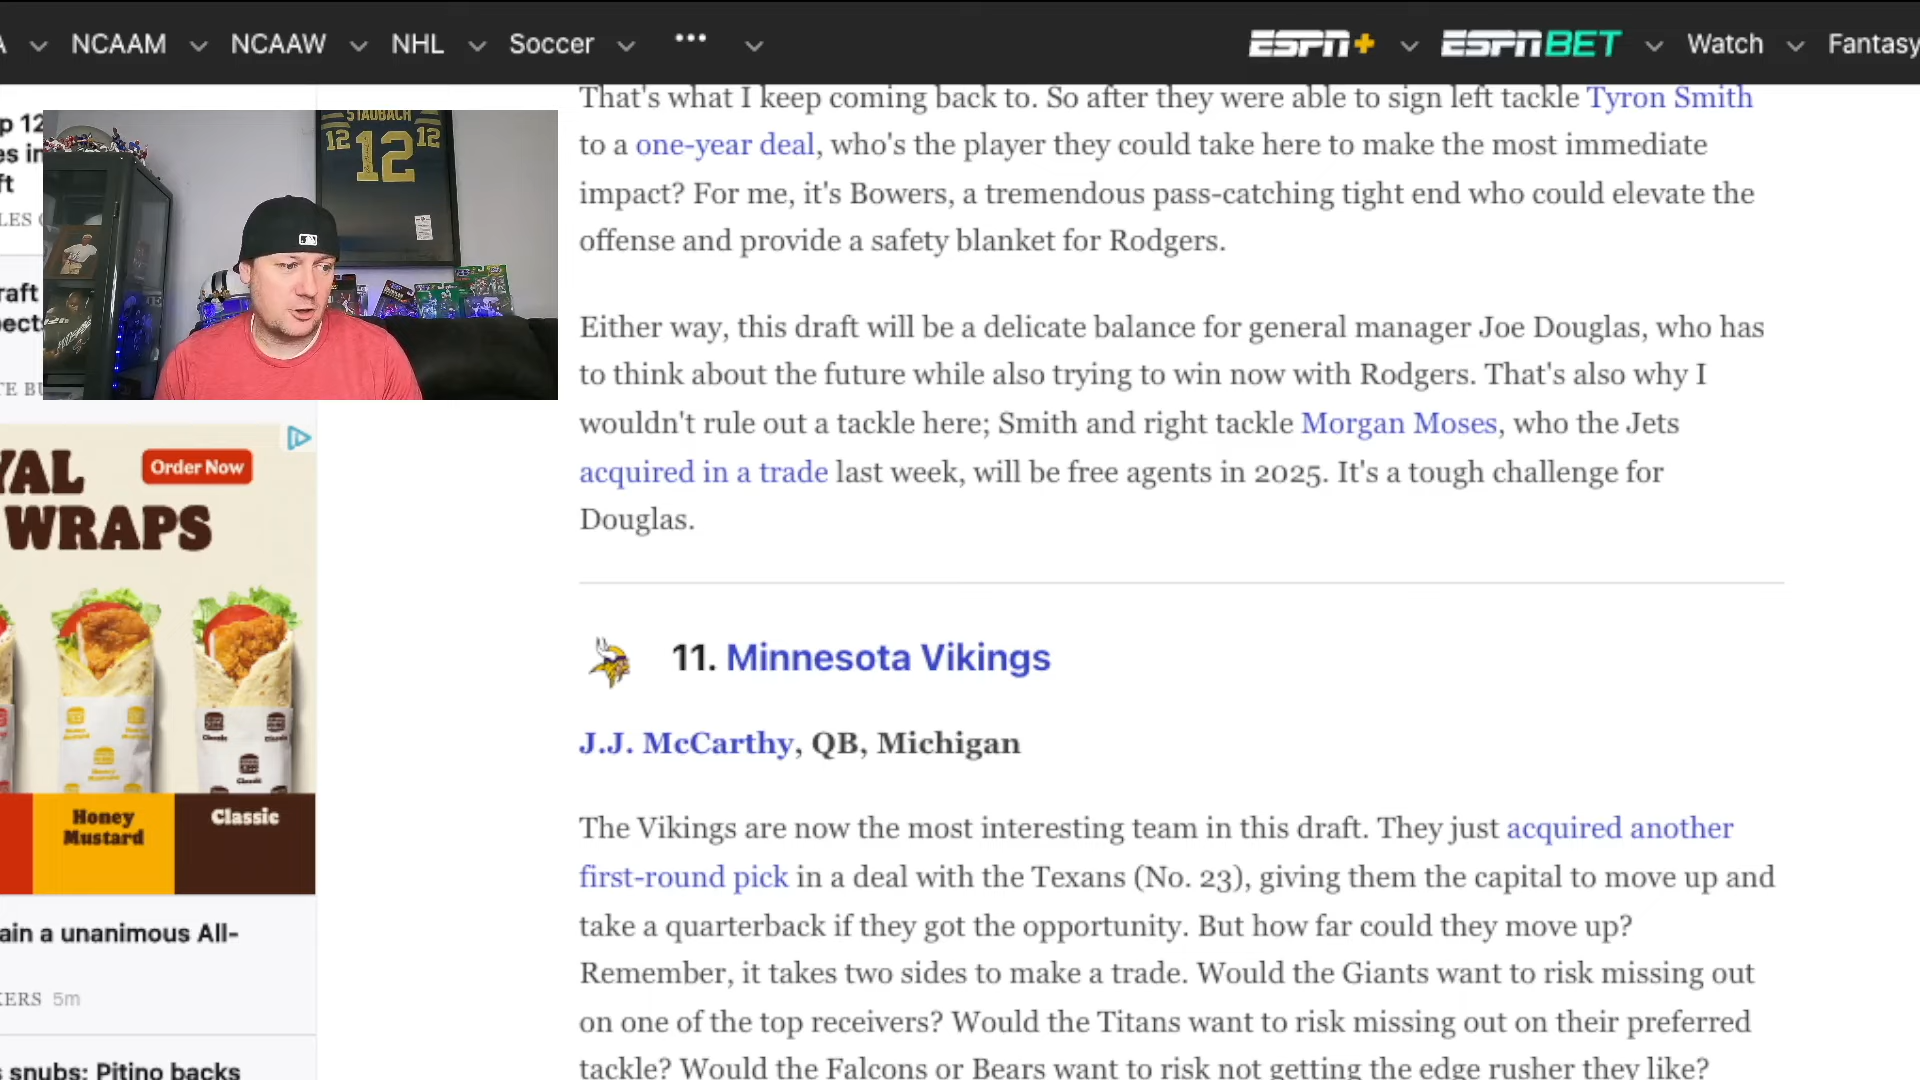 NCAAM NCAAW NHL Soccer ••• ESPN+ ESPN BET Watch Fantasy
That's what I keep coming back to. So after they were able to sign left tackle Tyron Smith
to a one-year deal, who's the player they could take here to make the most immediate
impact? For me, it's Bowers, a tremendous pass-catching tight end who could elevate the
offense and provide a safety blanket for Rodgers.
Either way, this draft will be a delicate balance for general manager Joe Douglas, who has
to think about the future while also trying to win now with Rodgers. That's also why I
wouldn't rule out a tackle here; Smith and right tackle Morgan Moses, who the Jets
acquired in a trade last week, will be free agents in 2025. It's a tough challenge for
Douglas.
11. Minnesota Vikings
J.J. McCarthy, QB, Michigan
The Vikings are now the most interesting team in this draft. They just acquired another
first-round pick in a deal with the Texans (No. 23), giving them the capital to move up and
take a quarterback if they got the opportunity. But how far could they move up?
Remember, it takes two sides to make a trade. Would the Giants want to risk missing out
on one of the top receivers? Would the Titans want to risk missing out on their preferred
tackle? Would the Falcons or Bears want to risk not getting the edge rusher they like?
p 12
es in
ft
LES
raft
ects
TE BU
STAUBACH
12 12 12
YAL
WRAPS
Order Now
Honey
Mustard
Classic
Classic
ain a unanimous All-
KERS 5m
s snubs: Pitino backs